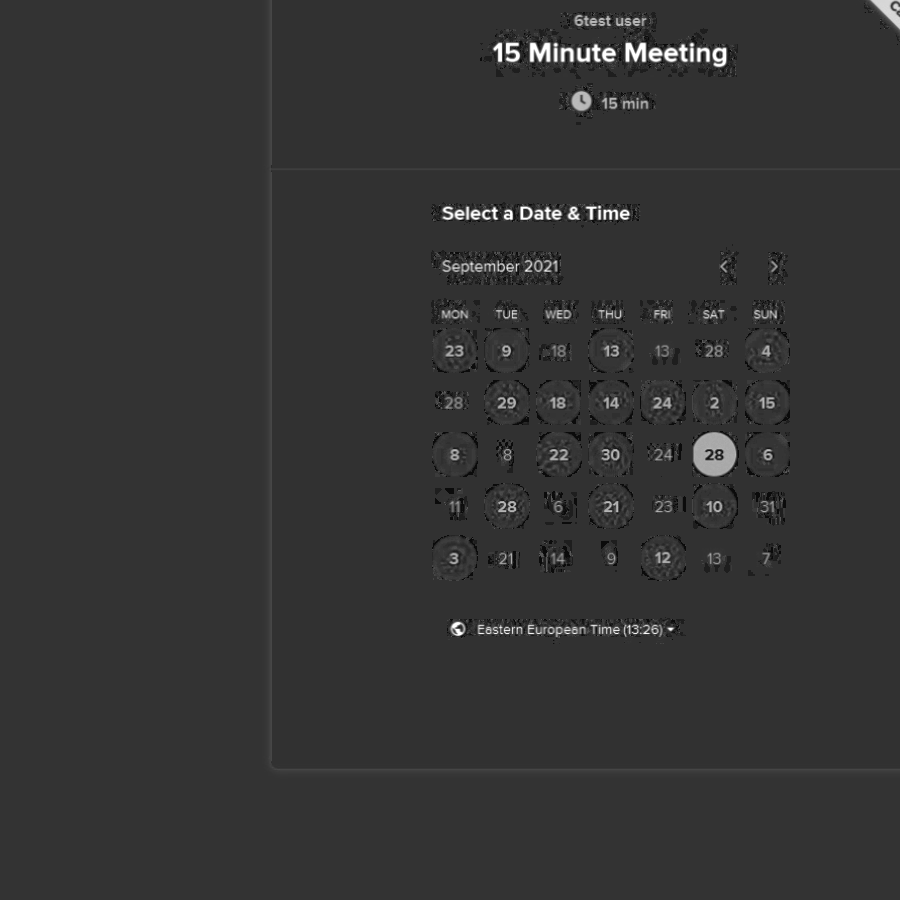 6test user
15 Minute Meeting
15 min
Select a Date & Time
September 2021
MON TUE WED THU FRI SAT SUN
23 9 18 13 13 28 4
28 29 18 14 24 2 15
8 8 22 30 24 28 6
11 28 6 21 23 10 31
3 21 14 9 12 13 7
Eastern European Time (13:26)